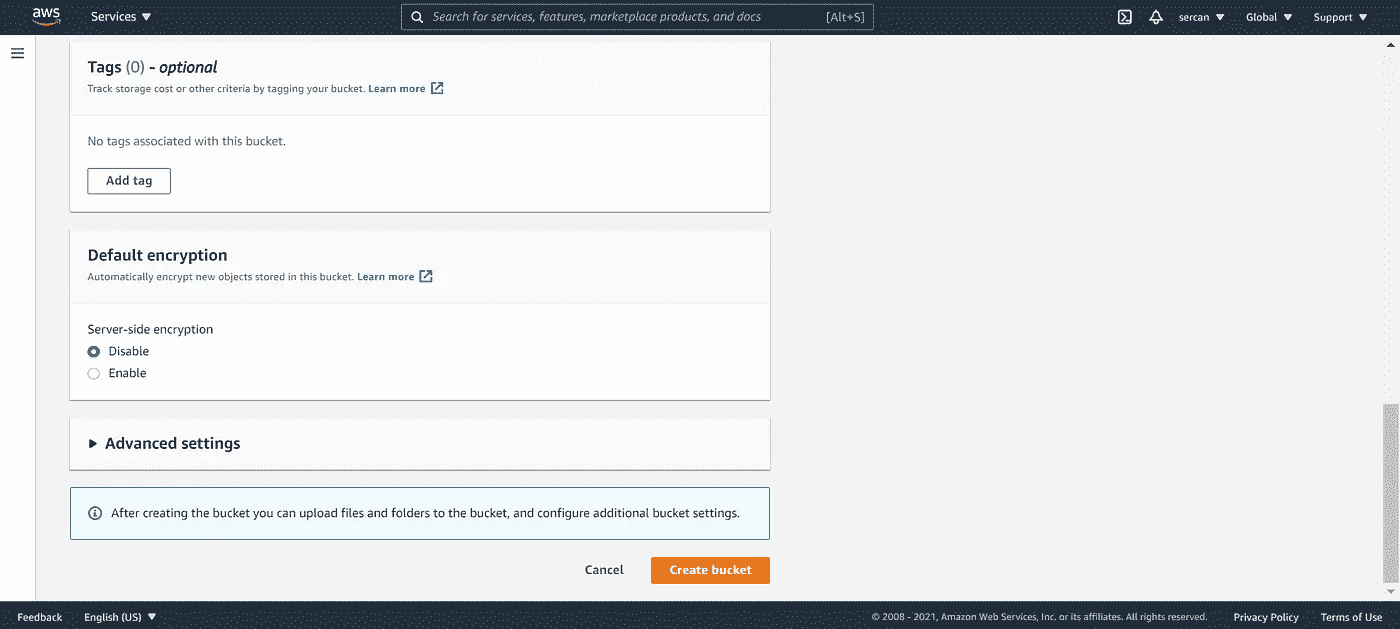 aws Services ▼ Search for services, features, marketplace products, and docs [Alt+S] sercan ▼ Global ▼ Support ▼
Tags (0) - optional
Track storage cost or other criteria by tagging your bucket. Learn more
No tags associated with this bucket.
Add tag
Default encryption
Automatically encrypt new objects stored in this bucket. Learn more
Server-side encryption
Disable
Enable
Advanced settings
After creating the bucket you can upload files and folders to the bucket, and configure additional bucket settings.
Cancel Create bucket
Feedback English (US) ▼ © 2008 - 2021, Amazon Web Services, Inc. or its affiliates. All rights reserved. Privacy Policy Terms of Use